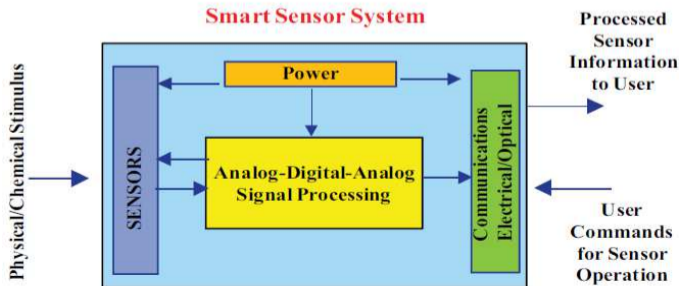 Smart Sensor System
Physical/Chemical Stimulus
SENSORS
Power
Analog-Digital-Analog
Signal Processing
Communications
Electrical/Optical
Processed
Sensor
Information
to User
User
Commands
for Sensor
Operation